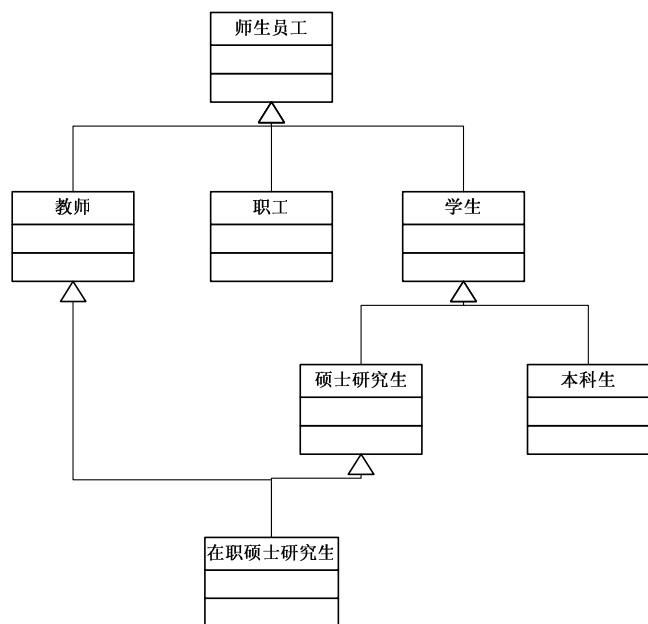 师生员工
教师
职工
学生
硕士研究生
本科生
在职硕士研究生